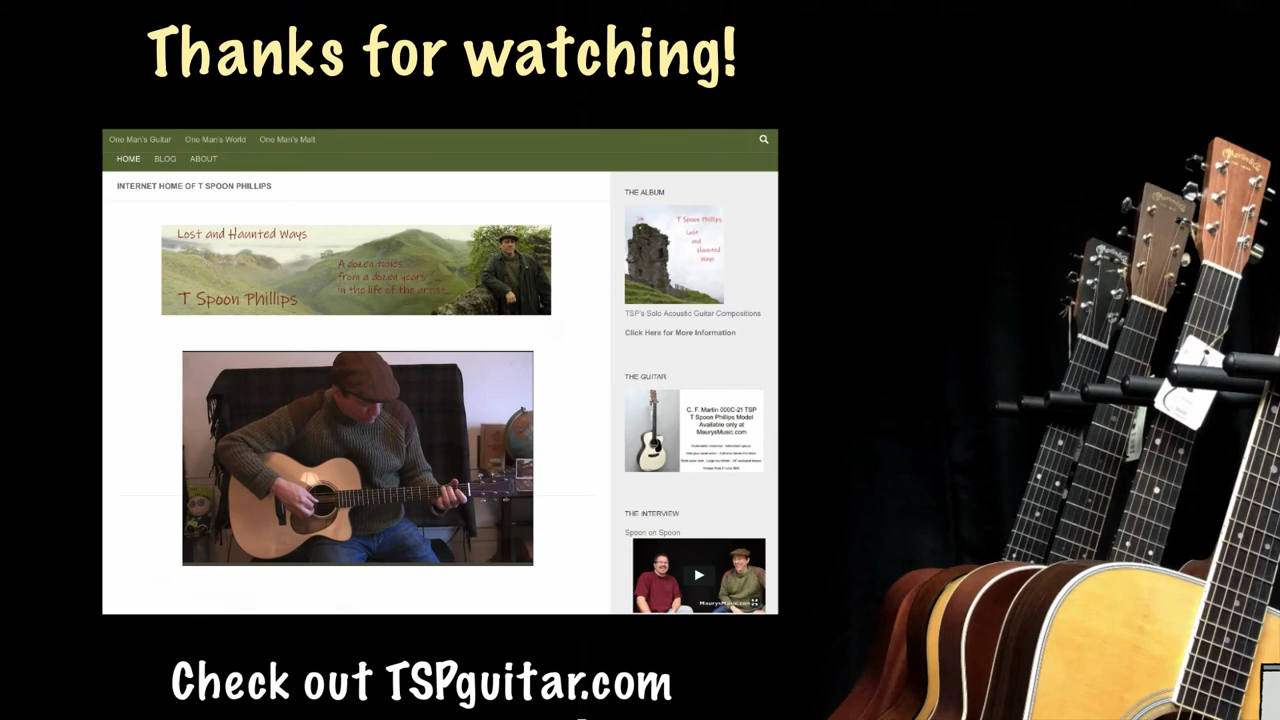 Thanks for watching!
One Man's Guitar One Man's World One Man's Malt
HOME BLOG ABOUT
INTERNET HOME OF T SPOON PHILLIPS
Lost and Haunted Ways
A dozen tunes
from a dozen years
in the life of the artist
T Spoon Phillips
THE ALBUM
T Spoon Phillips
Lost
and
Haunted
Ways
TSP's Solo Acoustic Guitar Compositions
Click Here for More Information
THE GUITAR
C. F. Martin 000C-21 TSP
T Spoon Phillips Model
Available only at
MaurysMusic.com
THE INTERVIEW
Spoon on Spoon
MaurysMusic.com
Check out TSPguitar.com